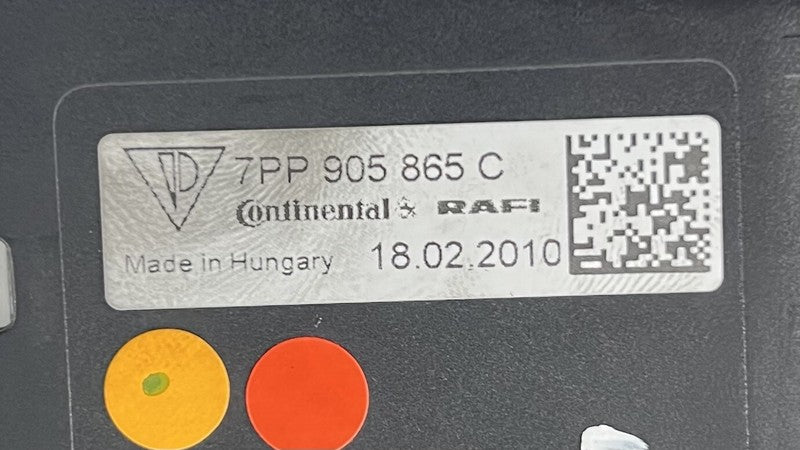 7PP 905 865 C
Continental RAFI
Made in Hungary 18.02.2010